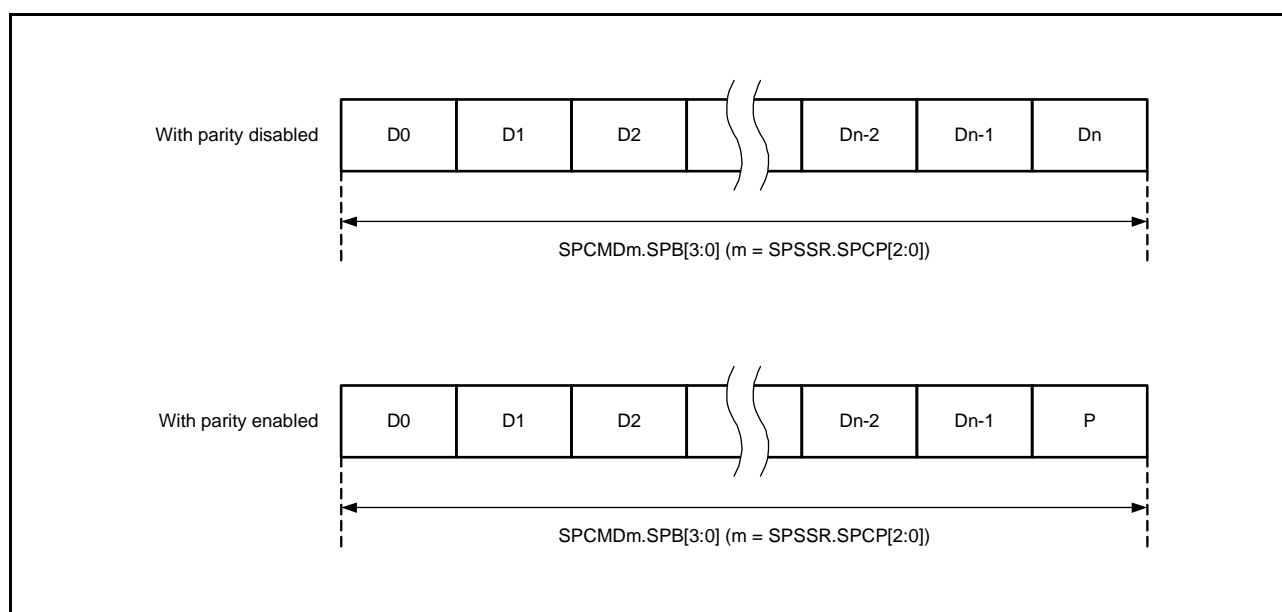 With parity disabled D0 D1 D2 Dn-2 Dn-1 Dn
SPCMDm.SPB[3:0] (m = SPSSR.SPCP[2:0])
With parity enabled D0 D1 D2 Dn-2 Dn-1 P
SPCMDm.SPB[3:0] (m = SPSSR.SPCP[2:0])